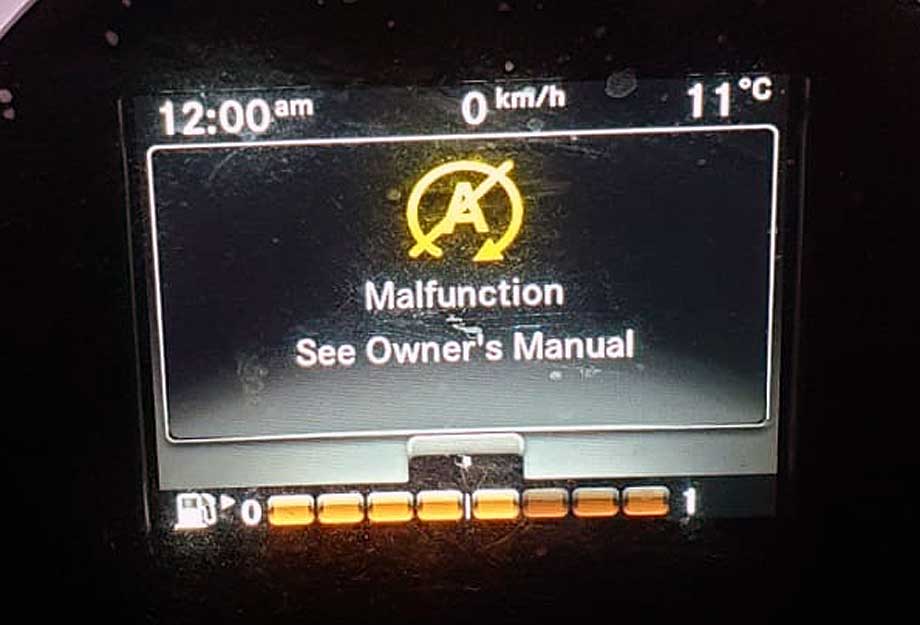 12:00am 0 km/h 11°C
A
Malfunction
See Owner's Manual
0 1